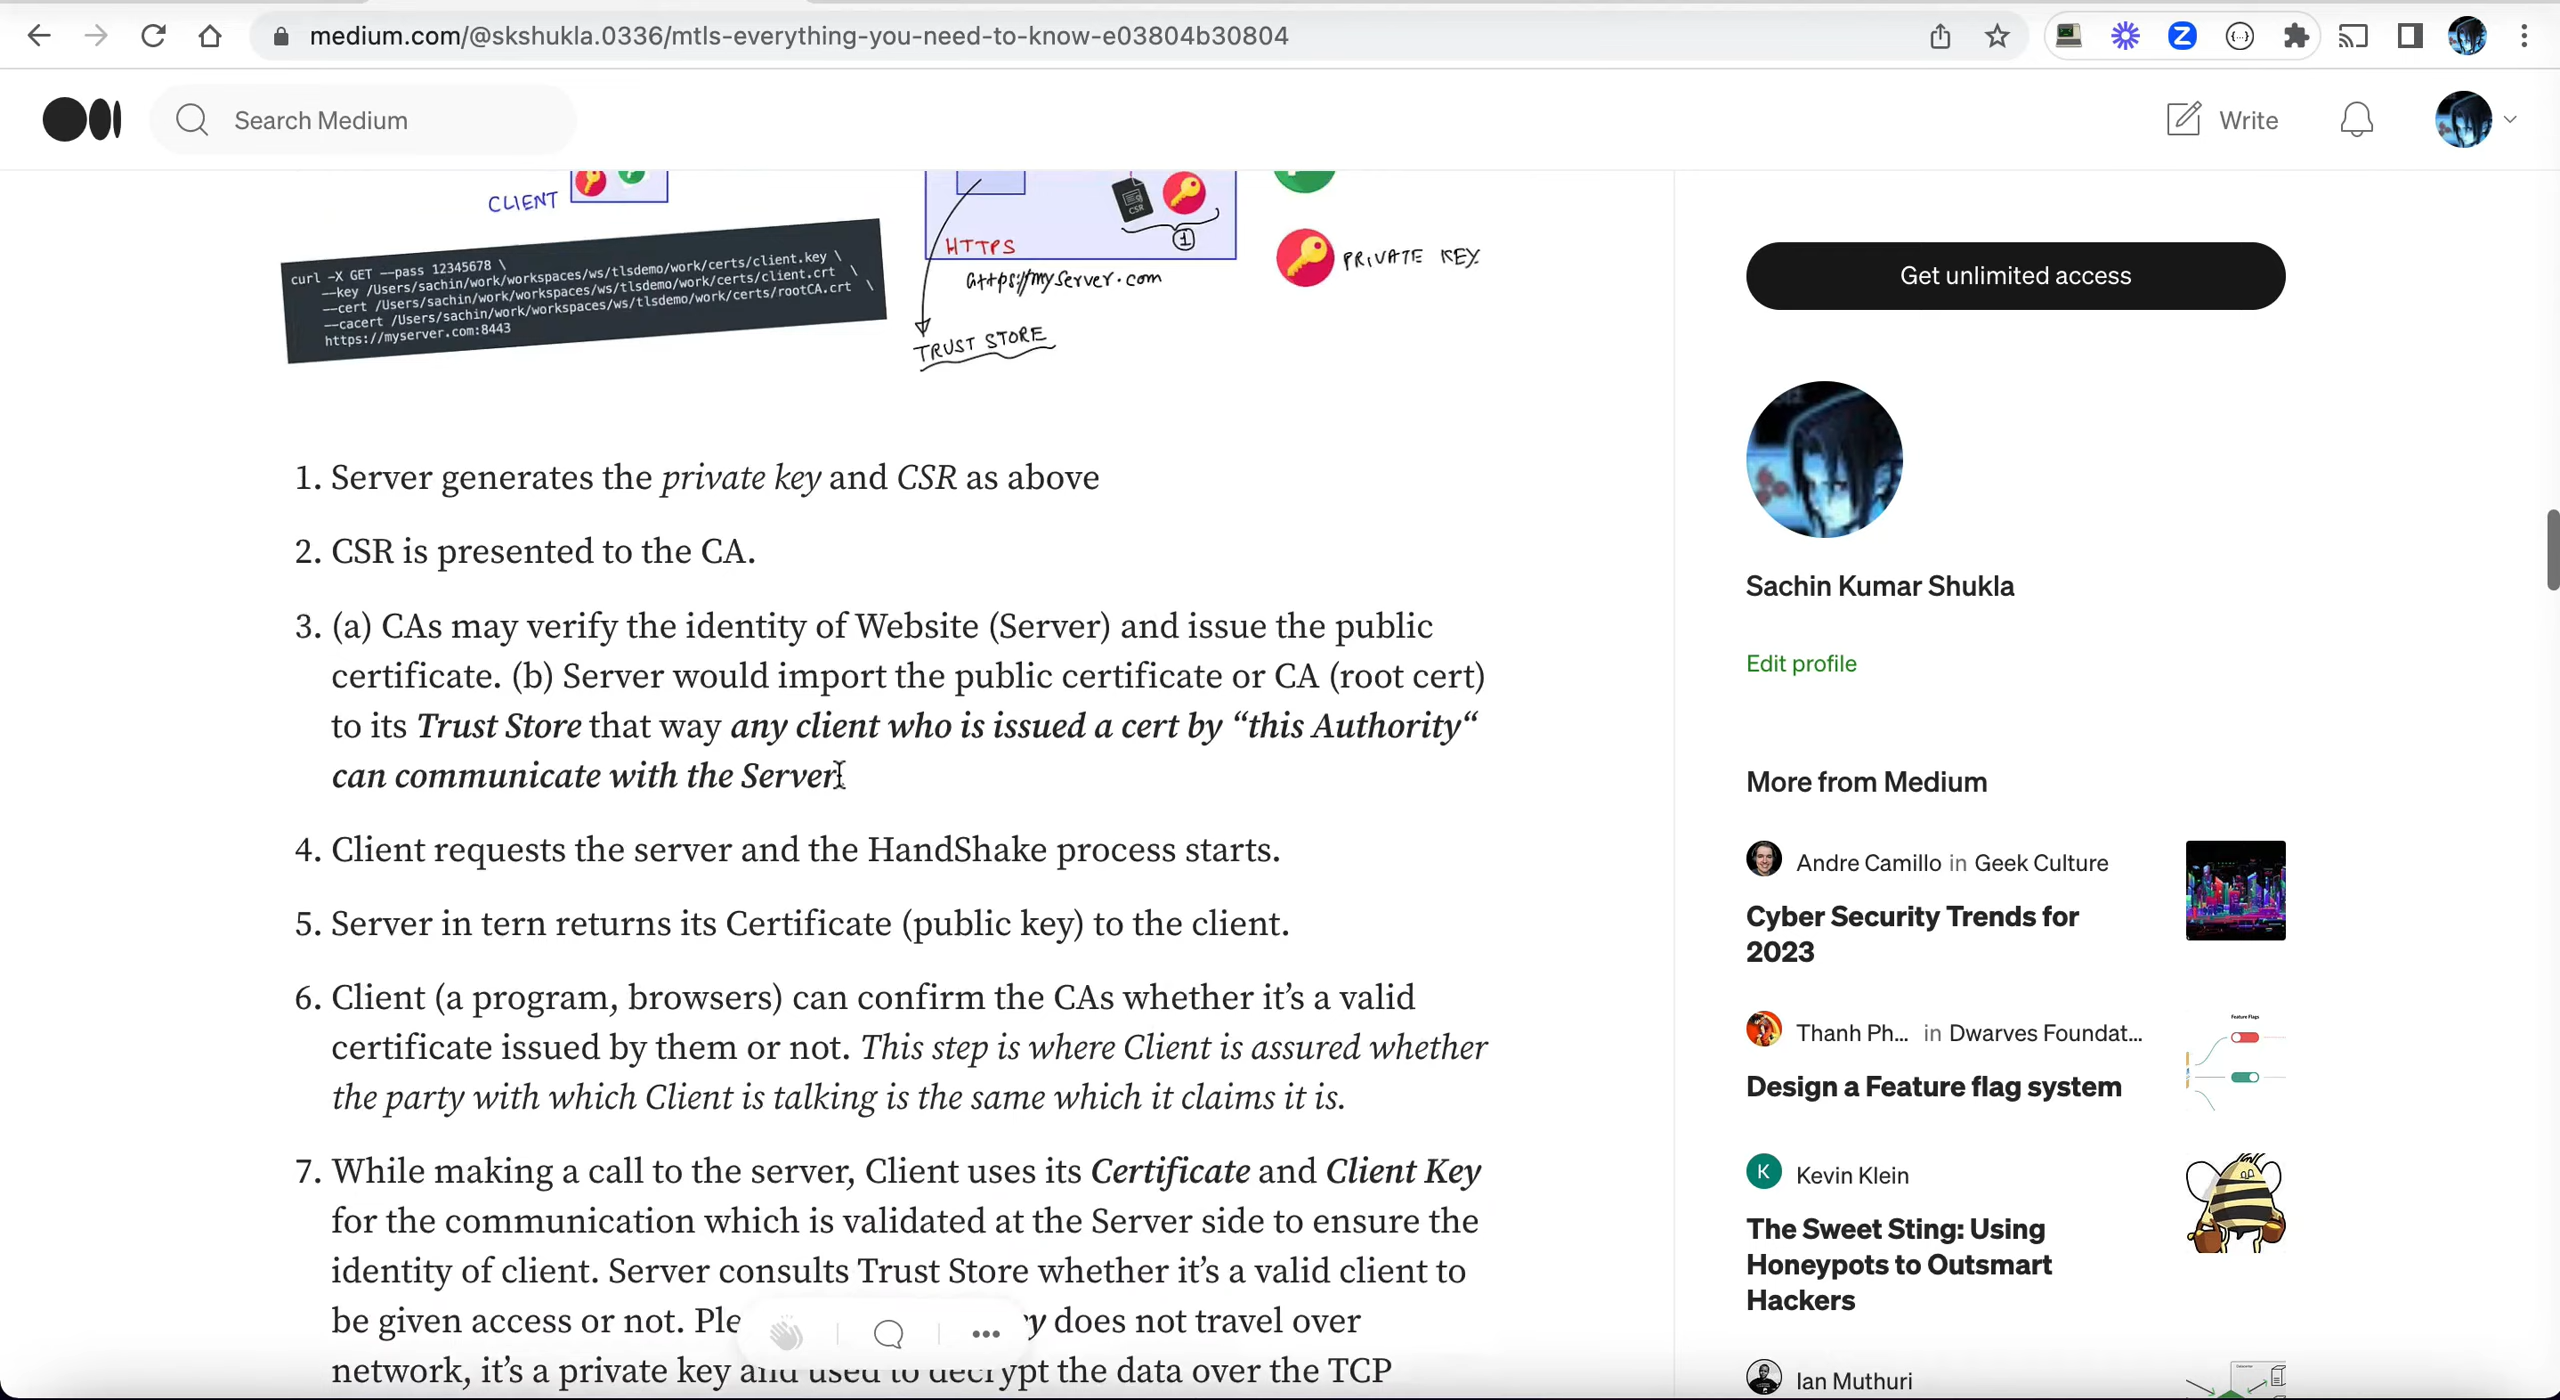 medium.com/@skshukla.0336/mtls-everything-you-need-to-know-e03804b30804
Search Medium
Write
CLIENT
curl -X GET --pass 12345678 \
--key /Users/sachin/work/workspaces/ws/tlsdemo/work/certs/client.key \
--cert /Users/sachin/work/workspaces/ws/tlsdemo/work/certs/client.crt \
--cacert /Users/sachin/work/workspaces/ws/tlsdemo/work/certs/rootCA.crt \
https://myserver.com:8443
CSR
1
HTTPS
https://myserver.com
TRUST STORE
PRIVATE KEY
1. Server generates the private key and CSR as above
2. CSR is presented to the CA.
3. (a) CAs may verify the identity of Website (Server) and issue the public
certificate. (b) Server would import the public certificate or CA (root cert)
to its Trust Store that way any client who is issued a cert by “this Authority“
can communicate with the Server.
4. Client requests the server and the HandShake process starts.
5. Server in tern returns its Certificate (public key) to the client.
6. Client (a program, browsers) can confirm the CAs whether it’s a valid
certificate issued by them or not. This step is where Client is assured whether
the party with which Client is talking is the same which it claims it is.
7. While making a call to the server, Client uses its Certificate and Client Key
for the communication which is validated at the Server side to ensure the
identity of client. Server consults Trust Store whether it’s a valid client to
be given access or not. Ple y does not travel over
network, it’s a private key and used to decrypt the data over the TCP
Get unlimited access
Sachin Kumar Shukla
Edit profile
More from Medium
Andre Camillo in Geek Culture
Cyber Security Trends for
2023
Thanh Ph... in Dwarves Foundat...
Design a Feature flag system
Feature Flags
K Kevin Klein
The Sweet Sting: Using
Honeypots to Outsmart
Hackers
Ian Muthuri